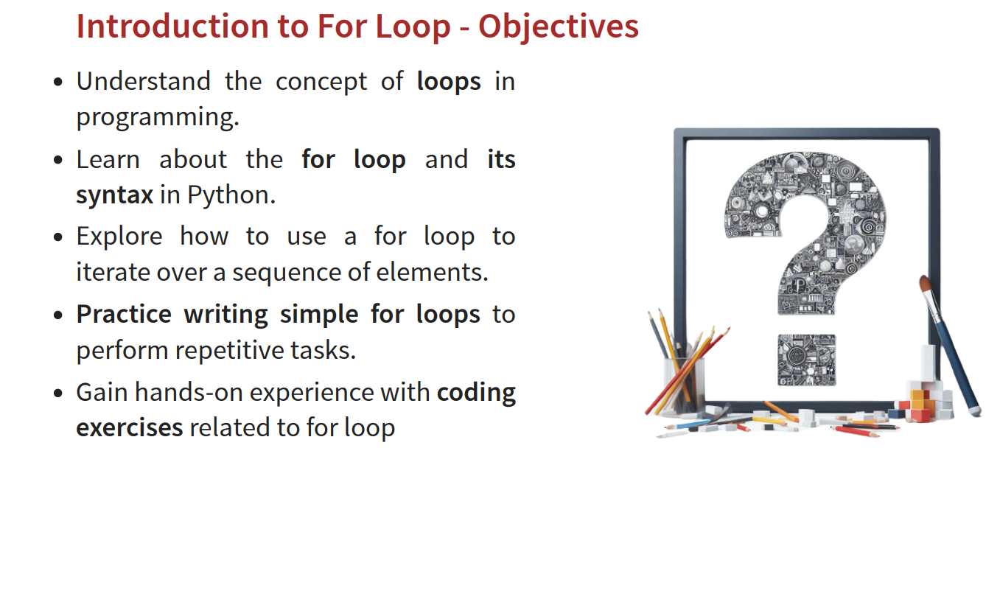 Introduction to For Loop - Objectives
• Understand the concept of loops in
programming.
• Learn about the for loop and its
syntax in Python.
• Explore how to use a for loop to
iterate over a sequence of elements.
• Practice writing simple for loops to
perform repetitive tasks.
• Gain hands-on experience with coding
exercises related to for loop